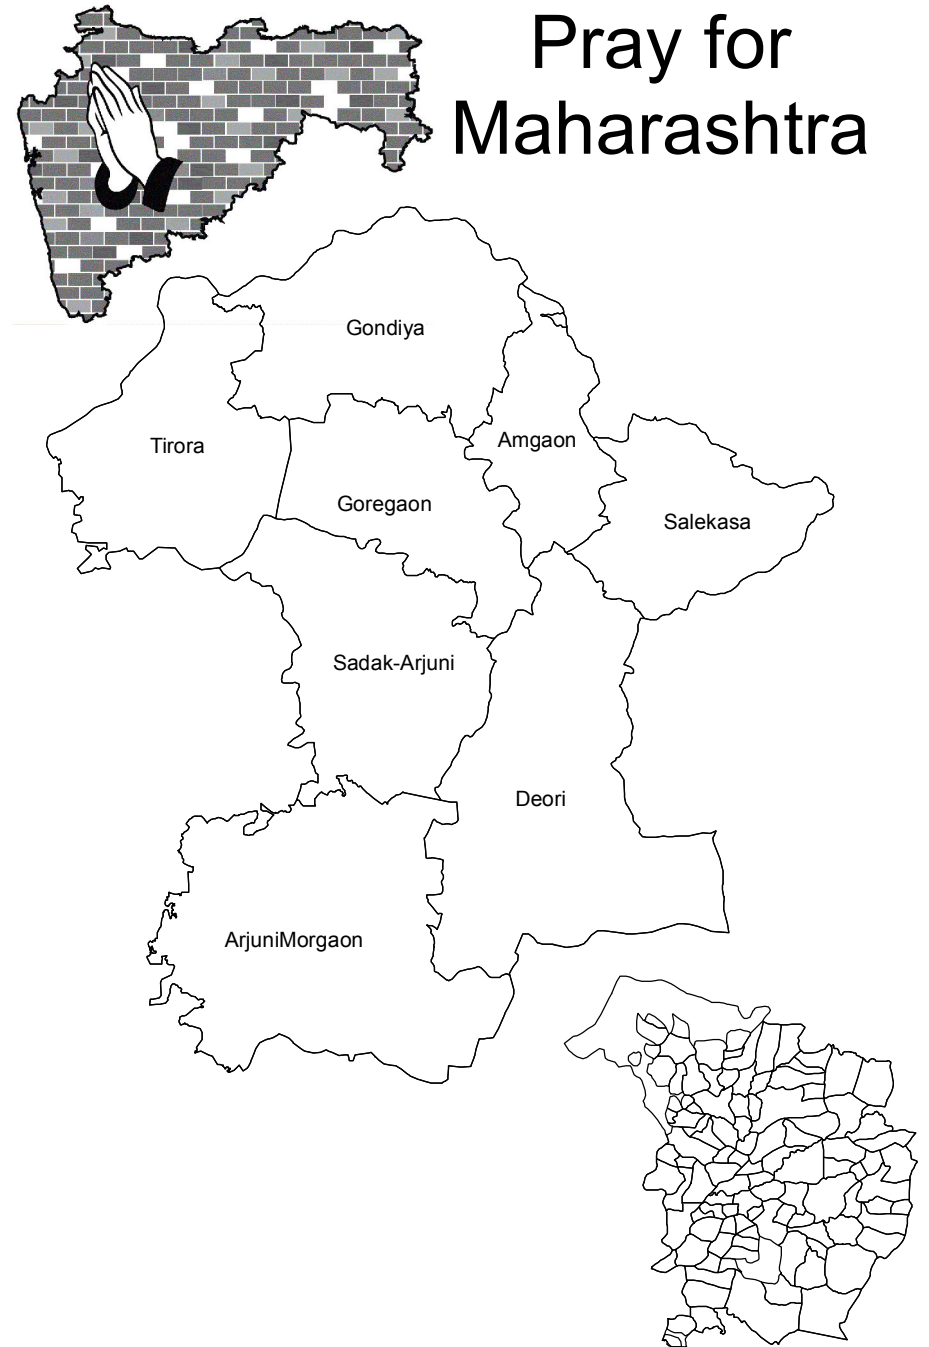 Pray for
Maharashtra
Gondiya
Tirora
Amgaon
Goregaon
Salekasa
Sadak-Arjuni
Deori
ArjuniMorgaon